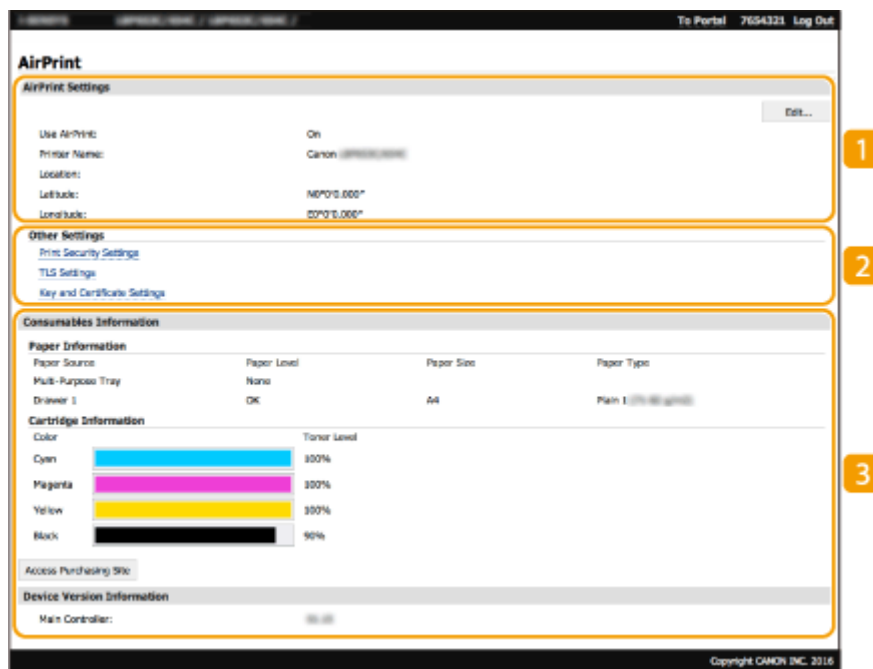 To Portal 7654321 Log Out
AirPrint
AirPrint Settings
Edit...
Use AirPrint: On
Printer Name: Canon
Location:
Latitude: N0°0'0.000"
Longitude: E0°0'0.000"
1
Other Settings
Print Security Settings
TLS Settings
Key and Certificate Settings
2
Consumables Information
Paper Information
Paper Source Paper Level Paper Size Paper Type
Multi-Purpose Tray None
Drawer 1 OK A4 Plain 1
Cartridge Information
Color Toner Level
Cyan 100%
Magenta 100%
Yellow 100%
Black 90%
3
Access Purchasing Site
Device Version Information
Main Controller:
Copyright CANON INC. 2016